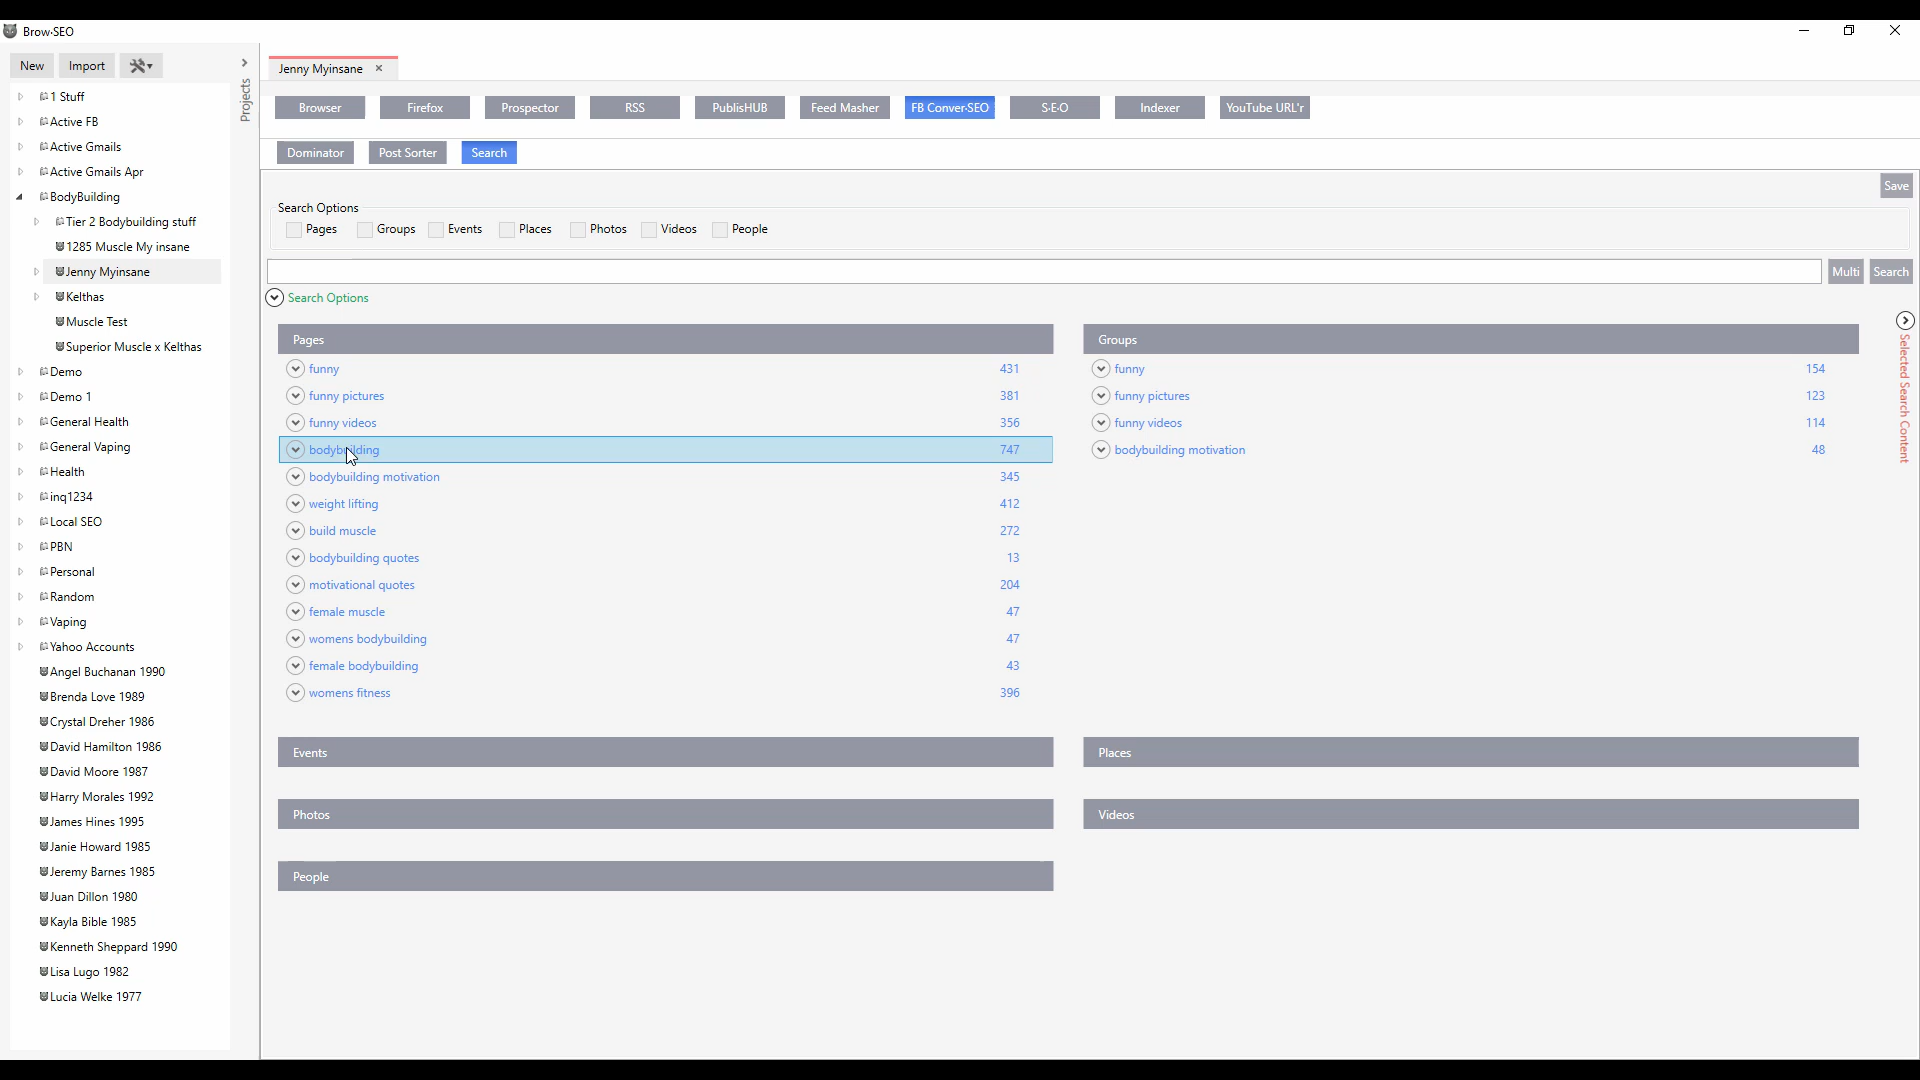 Brow·SEO
New Import
Projects
1 Stuff
Active FB
Active Gmails
Active Gmails Apr
BodyBuilding
Tier 2 Bodybuilding stuff
1285 Muscle My insane
Jenny Myinsane
Kelthas
Muscle Test
Superior Muscle x Kelthas
Demo
Demo 1
General Health
General Vaping
Health
inq1234
Local SEO
PBN
Personal
Random
Vaping
Yahoo Accounts
Angel Buchanan 1990
Brenda Love 1989
Crystal Dreher 1986
David Hamilton 1986
David Moore 1987
Harry Morales 1992
James Hines 1995
Janie Howard 1985
Jeremy Barnes 1985
Juan Dillon 1980
Kayla Bible 1985
Kenneth Sheppard 1990
Lisa Lugo 1982
Lucia Welke 1977
Jenny Myinsane
Browser Firefox Prospector RSS PublisHUB Feed Masher FB Conver·SEO S·E·O Indexer YouTube URL'r
Dominator Post Sorter Search
Save
Search Options
Pages Groups Events Places Photos Videos People
Multi Search
Search Options
Pages
funny 431
funny pictures 381
funny videos 356
bodybuilding 747
bodybuilding motivation 345
weight lifting 412
build muscle 272
bodybuilding quotes 13
motivational quotes 204
female muscle 47
womens bodybuilding 47
female bodybuilding 43
womens fitness 396
Groups
funny 154
funny pictures 123
funny videos 114
bodybuilding motivation 48
Selected Search Content
Events
Places
Photos
Videos
People